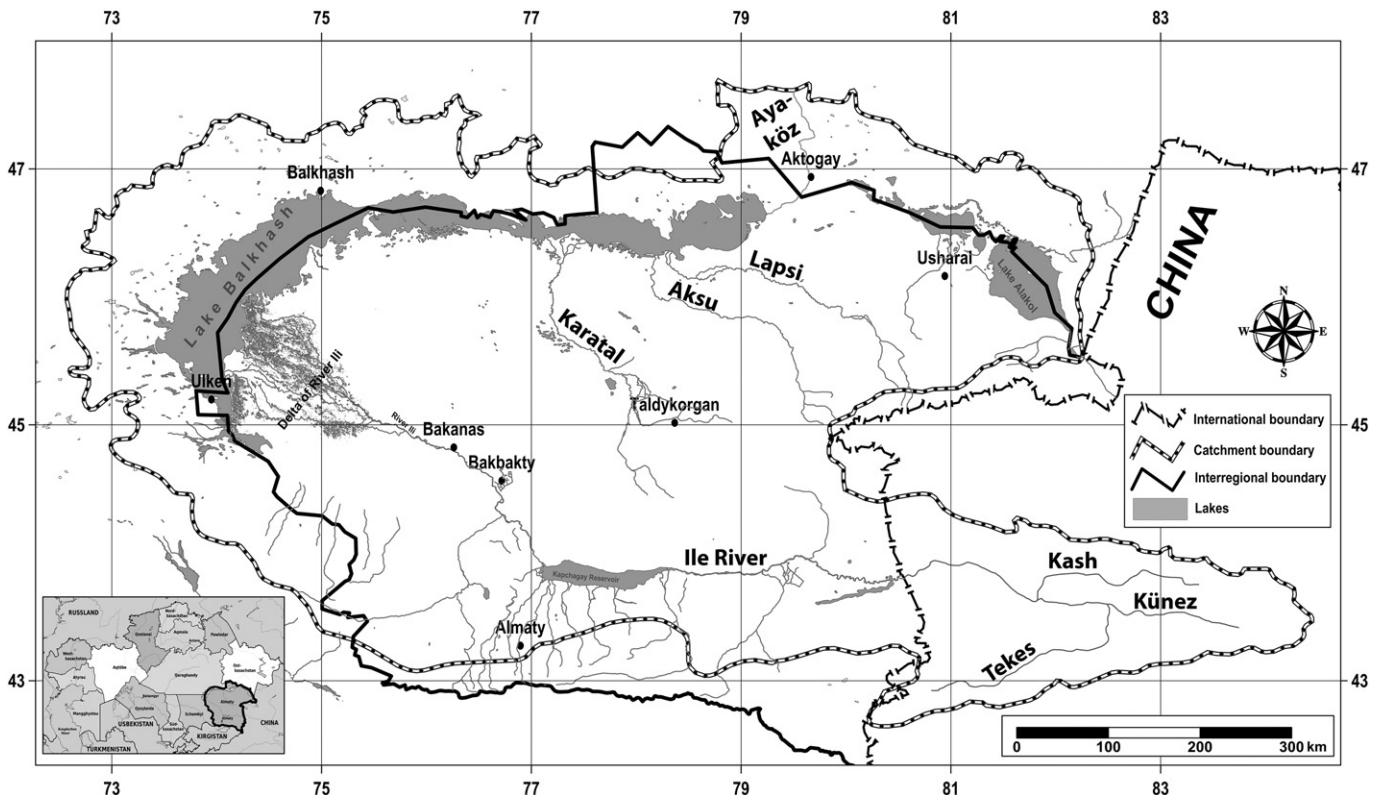 73 75 77 79 81 83
47
47
45
45
43
43
Aya-
köz
Aktogay
Balkhash
Lake Balkhash
CHINA
Usharal
Lake Alakol
Lapsi
Aksu
Karatal
N
W E
S
Ulken
Delta of River Ili
River Ili
Taldykorgan
Bakanas
Bakbakty
International boundary
Catchment boundary
Interregional boundary
Lakes
Ile River
Kapchagay Reservoir
Kash
Künez
Almaty
Tekes
RUSSLAND
USBEKISTAN
CHINA
KIRGISTAN
TURKMENISTAN
0 100 200 300 km
73 75 77 79 81 83